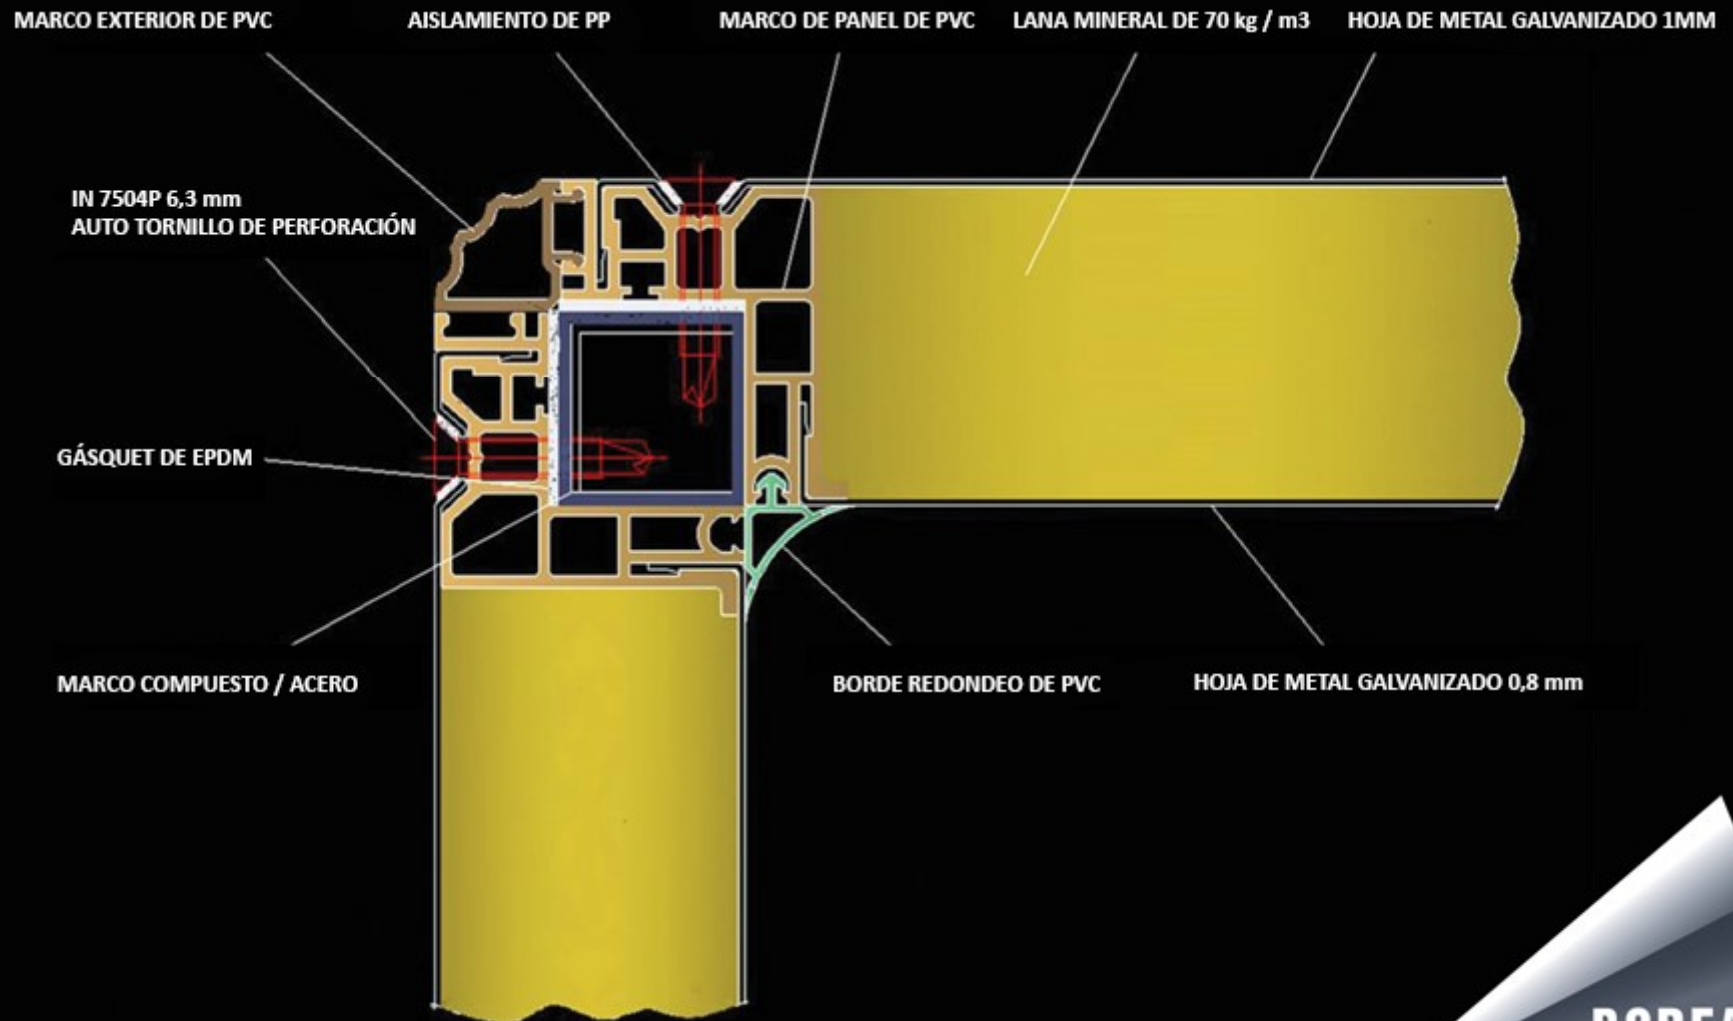 MARCO EXTERIOR DE PVC
AISLAMIENTO DE PP
MARCO DE PANEL DE PVC
LANA MINERAL DE 70 kg / m3
HOJA DE METAL GALVANIZADO 1MM
IN 7504P 6,3 mm
AUTO TORNILLO DE PERFORACIÓN
GÁSQUET DE EPDM
MARCO COMPUESTO / ACERO
BORDE REDONDEO DE PVC
HOJA DE METAL GALVANIZADO 0,8 mm